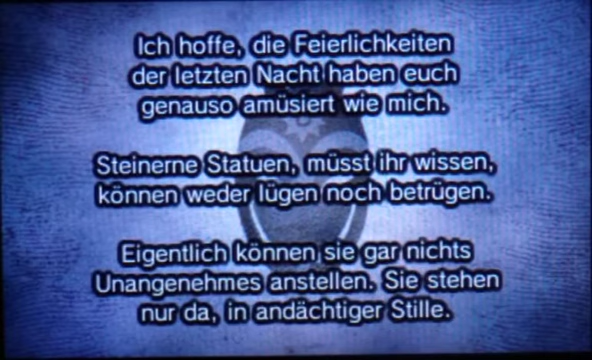 Ich hoffe, die Feierlichkeiten
der letzten Nacht haben euch
genauso amüsiert wie mich.
Steinerne Statuen, müsst ihr wissen,
können weder lügen noch betrügen.
Eigentlich können sie gar nichts
Unangenehmes anstellen. Sie stehen
nur da, in andächtiger Stille.